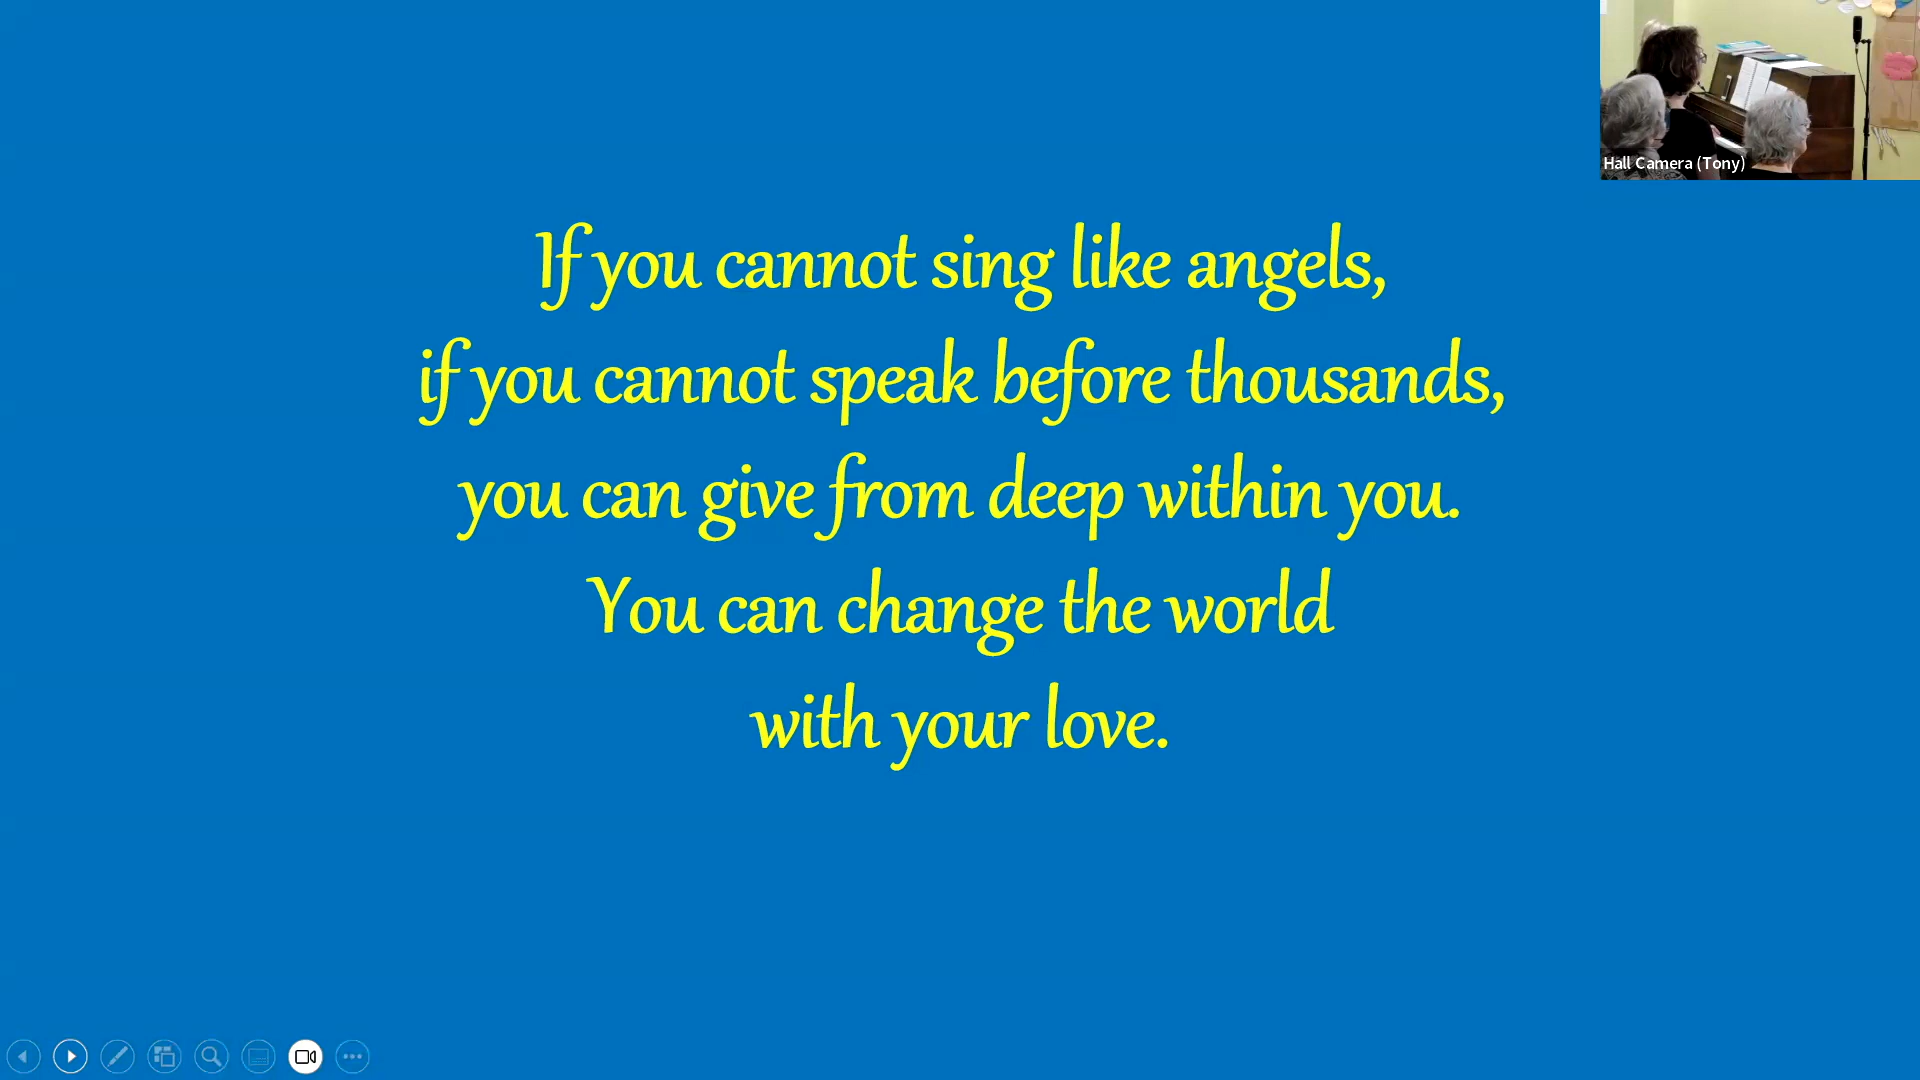 Hall Camera (Tony)
If you cannot sing like angels,
if you cannot speak before thousands,
you can give from deep within you.
You can change the world
with your love.